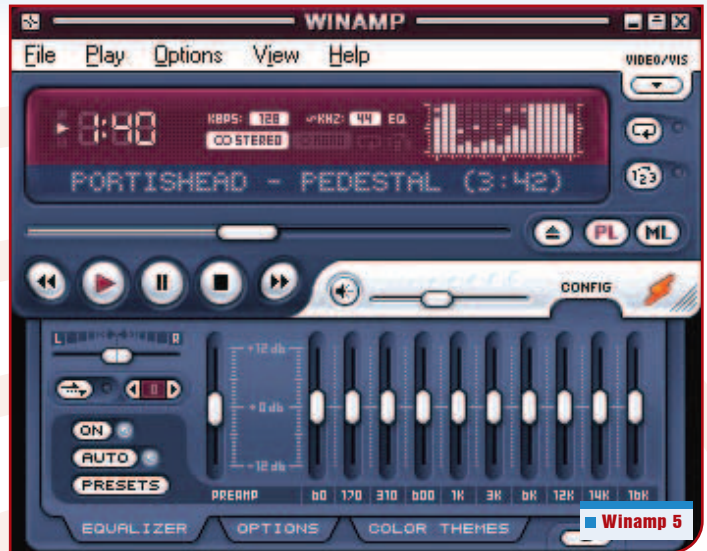 WINAMP
File Play Options View Help
VIDEO/VIS
1:40 KBPS: 128 KHZ: 44 EQ
STEREO
PORTISHEAD - PEDESTAL (3:42)
PL ML
CONFIG
L R
+12 db
0
+0 db
ON
AUTO
-12 db
PRESETS
PREAMP 60 170 310 600 1K 3K 6K 12K 14K 16K
EQUALIZER OPTIONS COLOR THEMES
Winamp 5